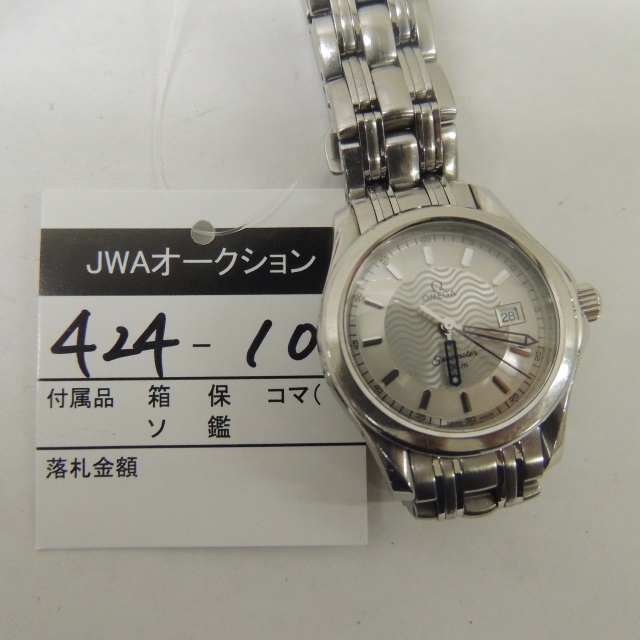 JWAオークション
424-10
付属品 箱 保 コマ(
ソ 鑑
落札金額
OMEGA
Seamaster
28